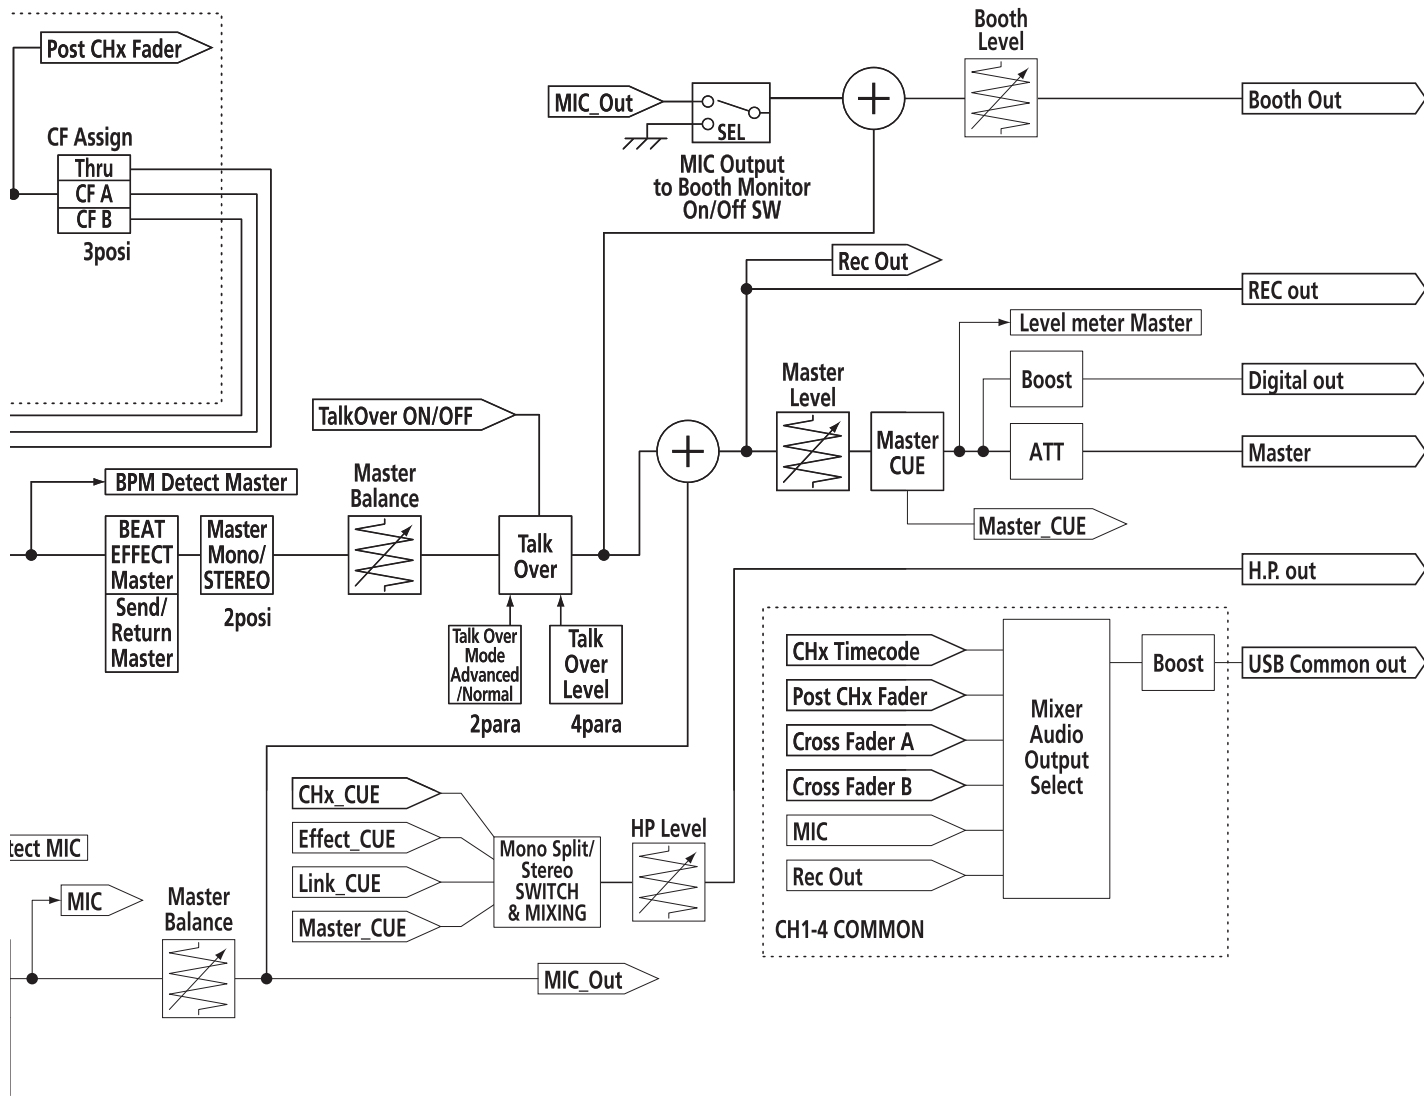 Post CHx Fader
CF Assign
Thru
CF A
CF B
3posi
MIC_Out
SEL
MIC Output
to Booth Monitor
On/Off SW
Booth
Level
Booth Out
Rec Out
REC out
Level meter Master
Boost
Digital out
Master
Level
Master
CUE
ATT
Master
Master_CUE
TalkOver ON/OFF
BPM Detect Master
BEAT
EFFECT
Master
Send/
Return
Master
Master
Mono/
STEREO
2posi
Master
Balance
Talk
Over
Talk Over
Mode
Advanced
/Normal
2para
Talk
Over
Level
4para
H.P. out
CHx Timecode
Post CHx Fader
Cross Fader A
Cross Fader B
MIC
Rec Out
Mixer
Audio
Output
Select
Boost
USB Common out
CH1-4 COMMON
CHx_CUE
Effect_CUE
Link_CUE
Master_CUE
Mono Split/
Stereo
SWITCH
& MIXING
HP Level
tect MIC
MIC
Master
Balance
MIC_Out